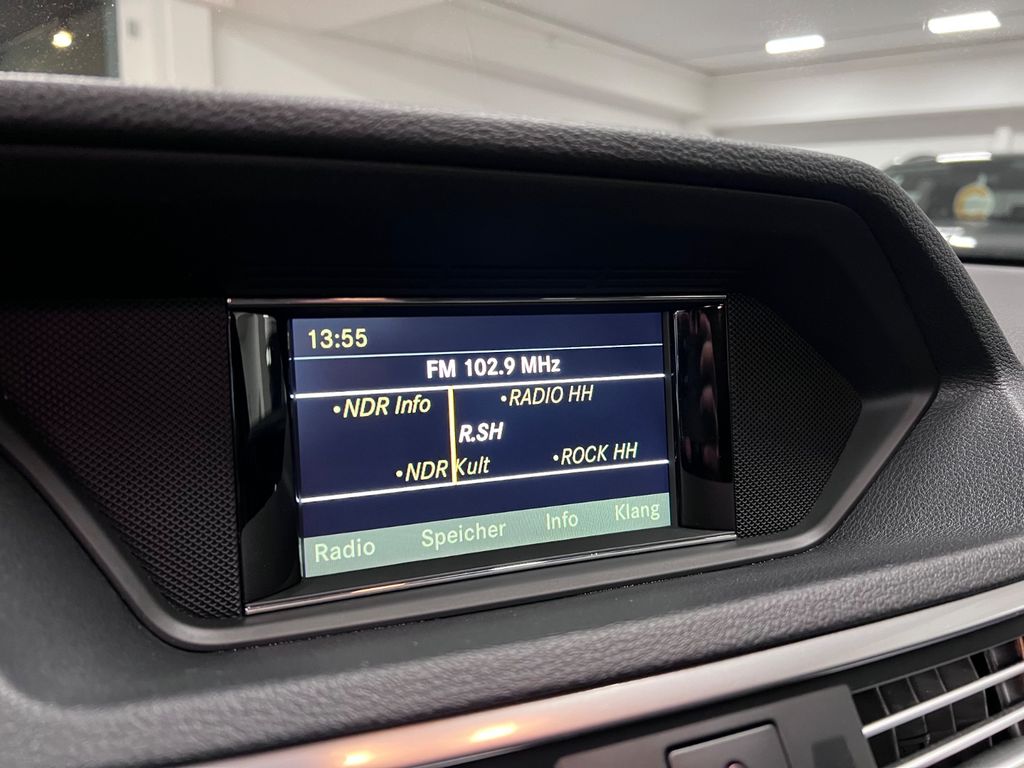 13:55
FM 102.9 MHz
•NDR Info •RADIO HH
R.SH
•NDR Kult •ROCK HH
Radio Speicher Info Klang